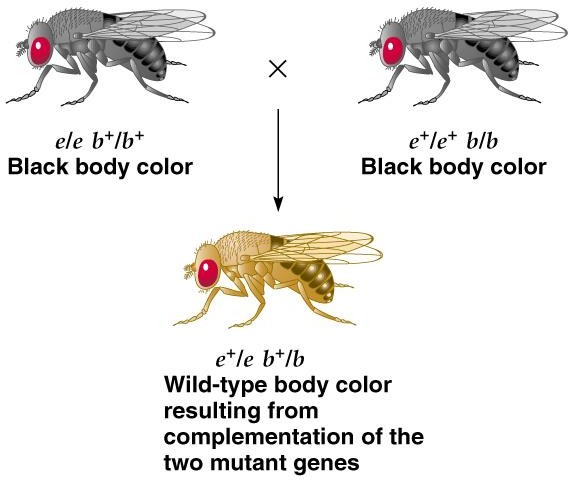 ×
e/e b⁺/b⁺
Black body color
e⁺/e⁺ b/b
Black body color
e⁺/e b⁺/b
Wild-type body color
resulting from
complementation of the
two mutant genes